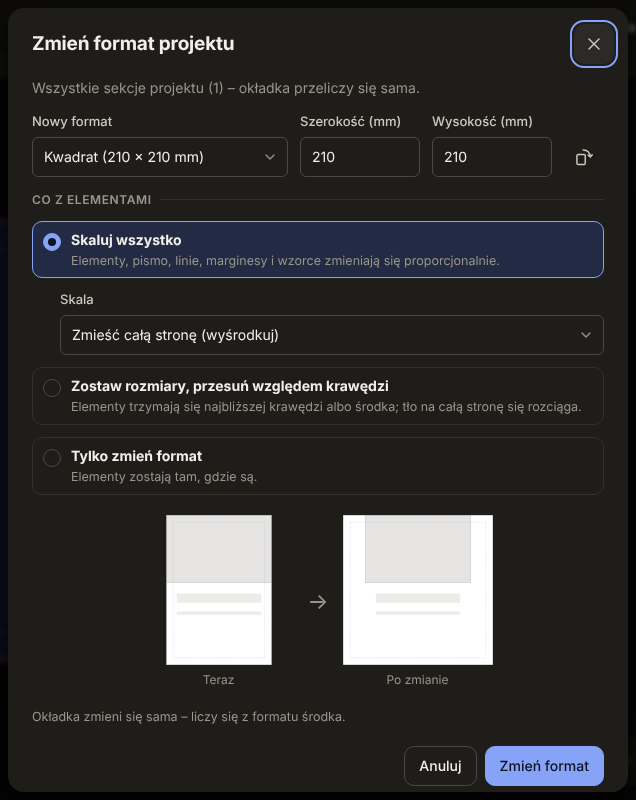 Zmień format projektu
Wszystkie sekcje projektu (1) – okładka przeliczy się sama.
Nowy format
Szerokość (mm)
Wysokość (mm)
Kwadrat (210 × 210 mm)
210
210
CO Z ELEMENTAMI
Skaluj wszystko
Elementy, pismo, linie, marginesy i wzorce zmieniają się proporcjonalnie.
Skala
Zmieść całą stronę (wyśrodkuj)
Zostaw rozmiary, przesuń względem krawędzi
Elementy trzymają się najbliższej krawędzi albo środka; tło na całą stronę się rozciąga.
Tylko zmień format
Elementy zostają tam, gdzie są.
Teraz
Po zmianie
Okładka zmieni się sama – liczy się z formatu środka.
Anuluj
Zmień format